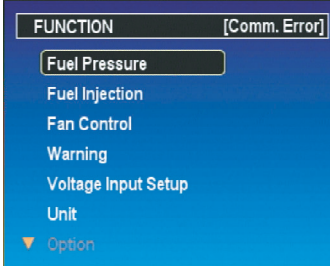 FUNCTION [Comm. Error]
Fuel Pressure
Fuel Injection
Fan Control
Warning
Voltage Input Setup
Unit
Option